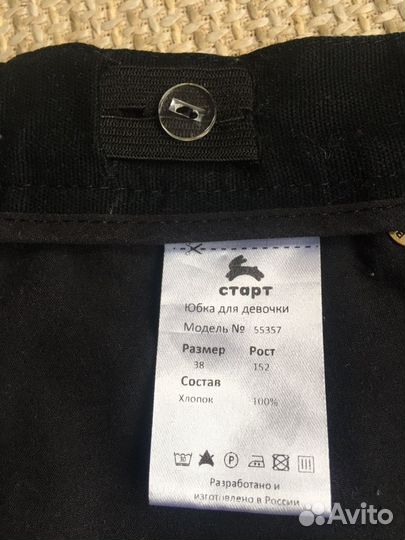 старт
Юбка для девочки
Модель № 55357
Размер Рост
38 152
Состав
Хлопок 100%
P
Разработано и
изготовлено в России
Avito